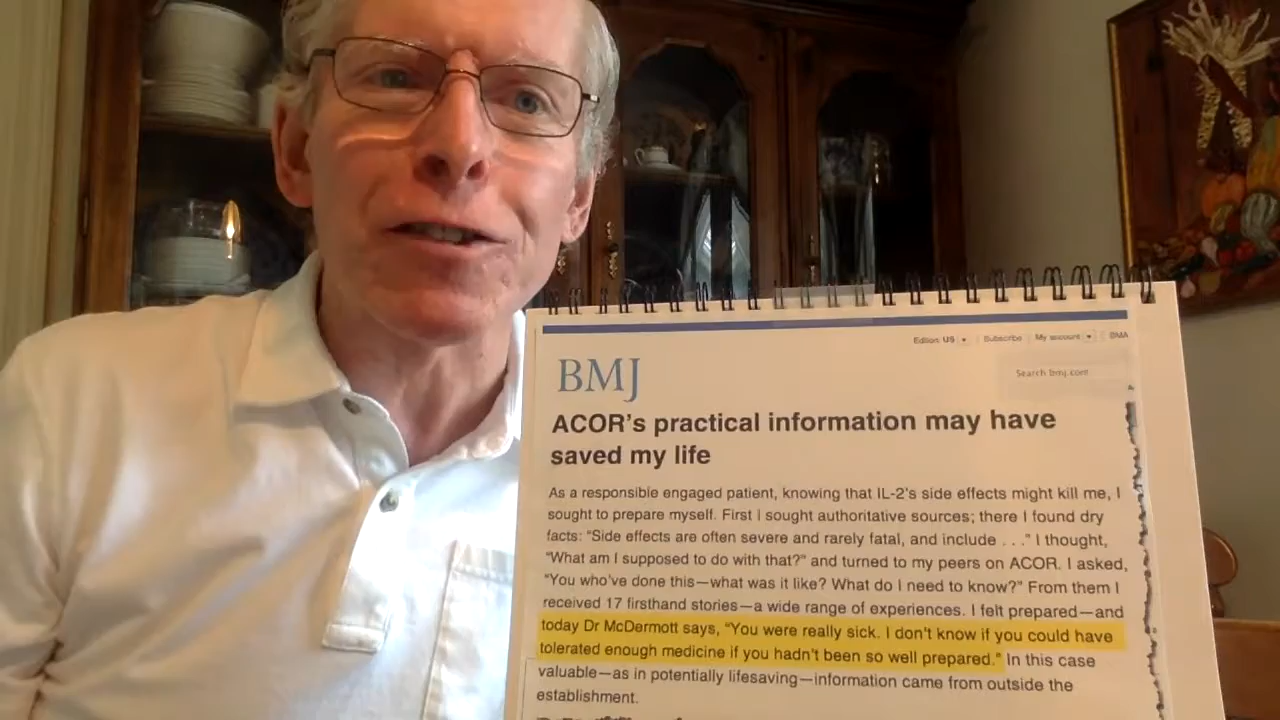 Edition: US
Subscribe
My account
BMA
BMJ
Search bmj.com
ACOR's practical information may have
saved my life
As a responsible engaged patient, knowing that IL-2's side effects might kill me, I
sought to prepare myself. First I sought authoritative sources; there I found dry
facts: “Side effects are often severe and rarely fatal, and include . . .” I thought,
“What am I supposed to do with that?” and turned to my peers on ACOR. I asked,
“You who've done this—what was it like? What do I need to know?” From them I
received 17 firsthand stories—a wide range of experiences. I felt prepared—and
today Dr McDermott says, “You were really sick. I don't know if you could have
tolerated enough medicine if you hadn't been so well prepared.” In this case
valuable—as in potentially lifesaving—information came from outside the
establishment.